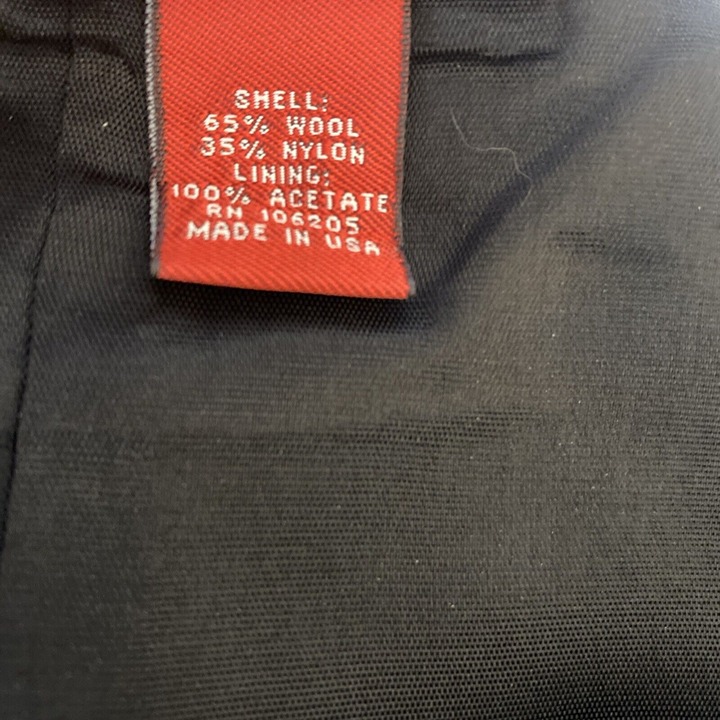 SHELL:
65% WOOL
35% NYLON
LINING:
100% ACETATE
RN 106205
MADE IN USA